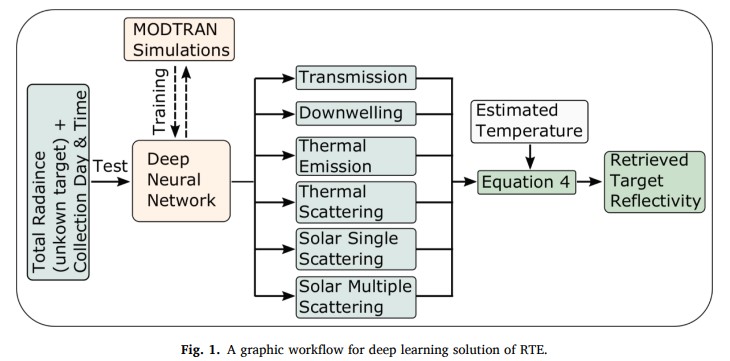 MODTRAN
Simulations
Training
Total Radaince
(unkown target) +
Collection Day & Time
Test
Deep
Neural
Network
Transmission
Downwelling
Thermal
Emission
Thermal
Scattering
Solar Single
Scattering
Solar Multiple
Scattering
Estimated
Temperature
Equation 4
Retrieved
Target
Reflectivity
Fig. 1. A graphic workflow for deep learning solution of RTE.